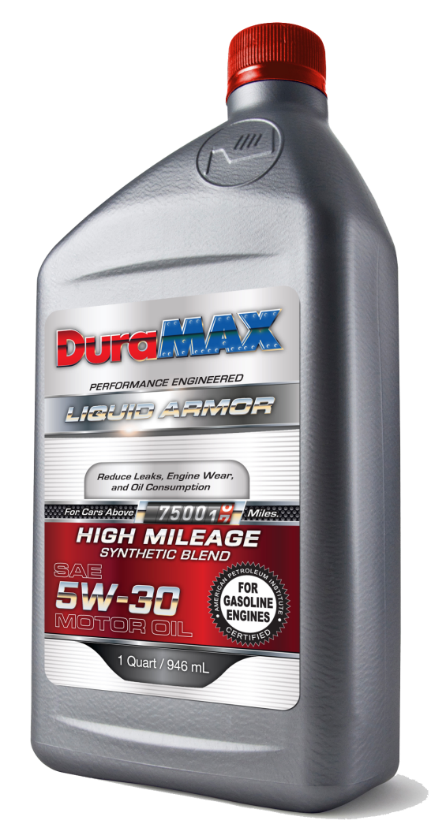 DuraMAX
PERFORMANCE ENGINEERED
LIQUID ARMOR
Reduce Leaks, Engine Wear,
and Oil Consumption
For Cars Above 75001 Miles.
HIGH MILEAGE
SYNTHETIC BLEND
SAE
5W-30
MOTOR OIL
AMERICAN PETROLEUM INSTITUTE
FOR
GASOLINE
ENGINES
CERTIFIED
1 Quart / 946 mL